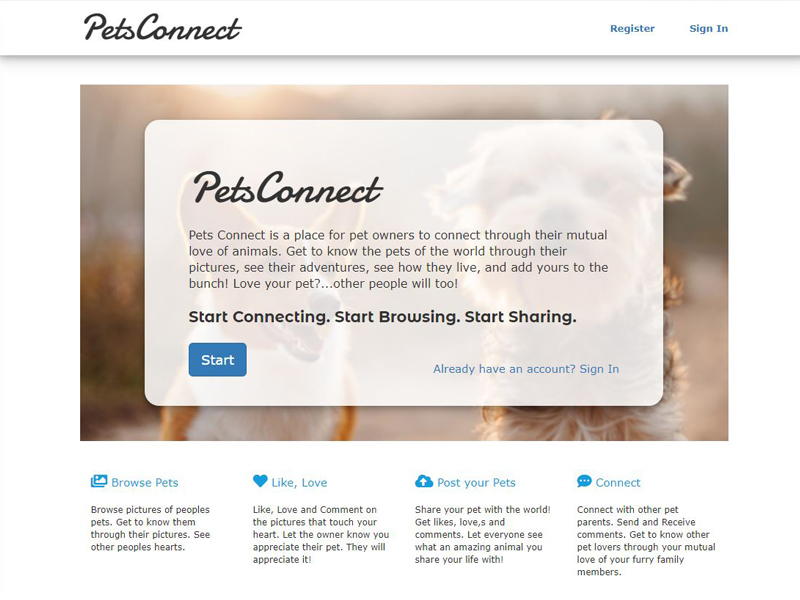 PetsConnect
Register
Sign In
PetsConnect
Pets Connect is a place for pet owners to connect through their mutual
love of animals. Get to know the pets of the world through their
pictures, see their adventures, see how they live, and add yours to the
bunch! Love your pet?...other people will too!
Start Connecting. Start Browsing. Start Sharing.
Start
Already have an account? Sign In
Browse Pets
Browse pictures of peoples
pets. Get to know them
through their pictures. See
other peoples hearts.
Like, Love
Like, Love and Comment on
the pictures that touch your
heart. Let the owner know you
appreciate their pet. They will
appreciate it!
Post your Pets
Share your pet with the world!
Get likes, love,s and
comments. Let everyone see
what an amazing animal you
share your life with!
Connect
Connect with other pet
parents. Send and Receive
comments. Get to know other
pet lovers through your mutual
love of your furry family
members.